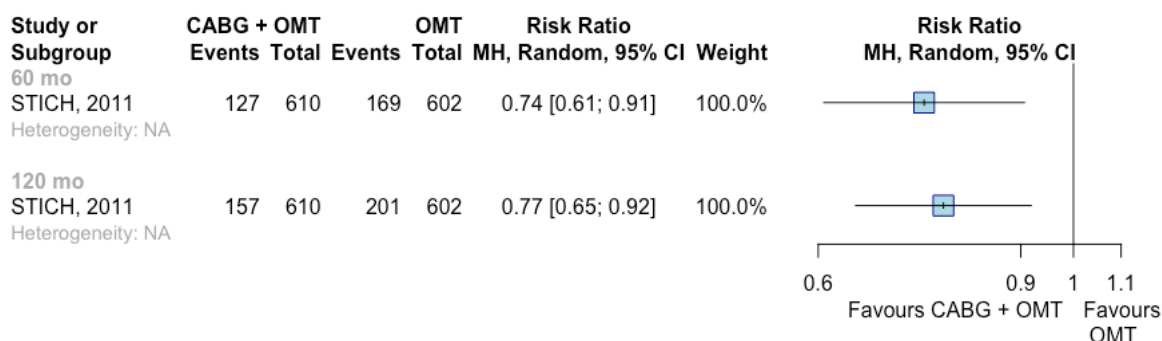 Study or CABG + OMT OMT Risk Ratio Risk Ratio
Subgroup Events Total Events Total MH, Random, 95% CI Weight MH, Random, 95% CI
60 mo
STICH, 2011 127 610 169 602 0.74 [0.61; 0.91] 100.0%
Heterogeneity: NA
120 mo
STICH, 2011 157 610 201 602 0.77 [0.65; 0.92] 100.0%
Heterogeneity: NA
0.6 0.9 1 1.1
Favours CABG + OMT Favours
OMT